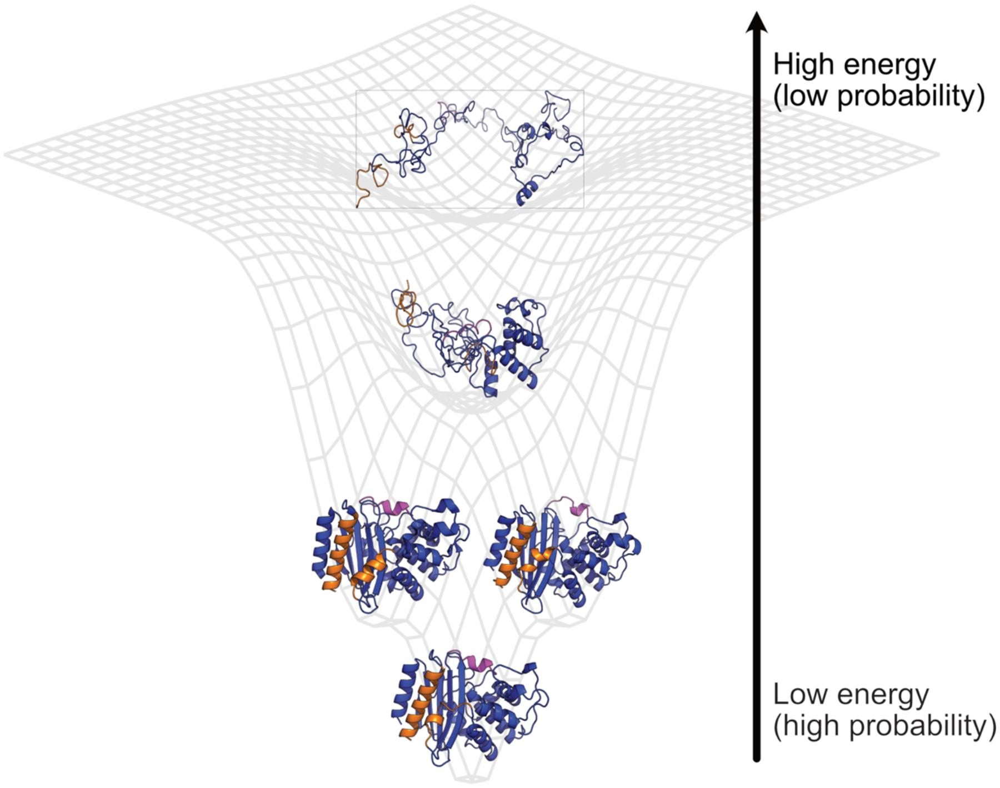 High energy
(low probability)
Low energy
(high probability)